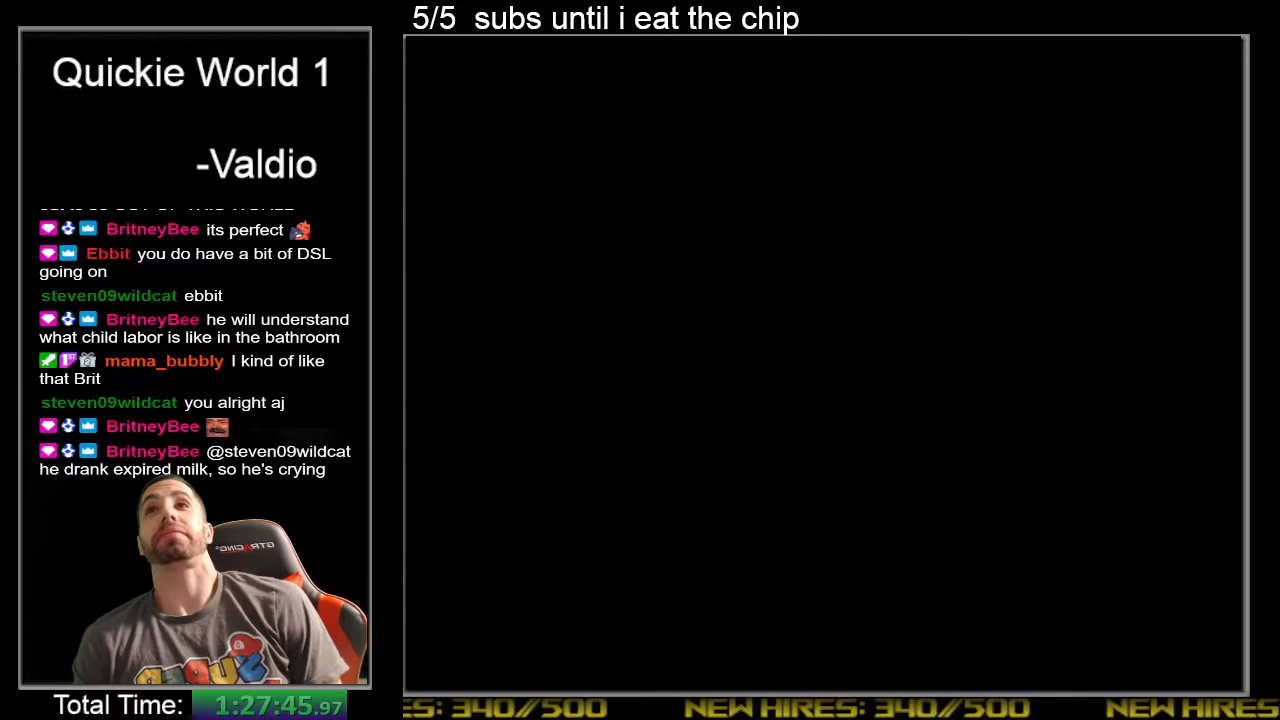 5/5 subs until i eat the chip
Quickie World 1
-Valdio
BritneyBee its perfect
Ebbit you do have a bit of DSL
going on
steven09wildcat ebbit
BritneyBee he will understand
what child labor is like in the bathroom
mama_bubbly I kind of like
that Brit
steven09wildcat you alright aj
BritneyBee
BritneyBee @steven09wildcat
he drank expired milk, so he's crying
GTRACING
SUPER
Total Time: 1:27:45.97
ES: 340/500 NEW HIRES: 340/500 NEW HIRES